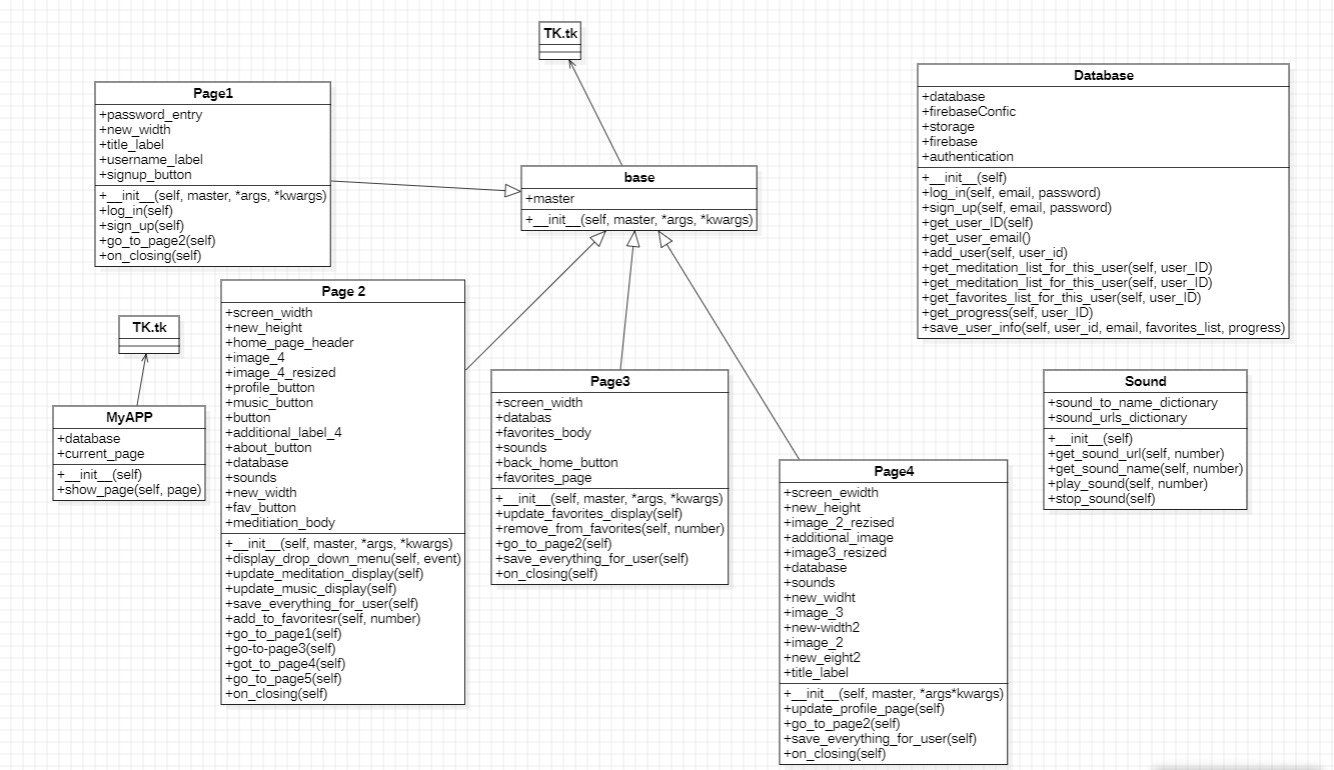 TK.tk
Page1
+password_entry
+new_width
+title_label
+username_label
+signup_button
+__init__(self, master, *args, *kwargs)
+log_in(self)
+sign_up(self)
+go_to_page2(self)
+on_closing(self)
base
+master
+__init__(self, master, *args, *kwargs)
Database
+database
+firebaseConfic
+storage
+firebase
+authentication
+__init__(self)
+log_in(self, email, password)
+sign_up(self, email, password)
+get_user_ID(self)
+get_user_email()
+add_user(self, user_id)
+get_meditation_list_for_this_user(self, user_ID)
+get_meditation_list_for_this_user(self, user_ID)
+get_favorites_list_for_this_user(self, user_ID)
+get_progress(self, user_ID)
+save_user_info(self, user_id, email, favorites_list, progress)
TK.tk
MyAPP
+database
+current_page
+__init__(self)
+show_page(self, page)
Page 2
+screen_width
+new_height
+home_page_header
+image_4
+image_4_resized
+profile_button
+music_button
+button
+additional_label_4
+about_button
+database
+sounds
+new_width
+fav_button
+meditiation_body
+__init__(self, master, *args, *kwargs)
+display_drop_down_menu(self, event)
+update_meditation_display(self)
+update_music_display(self)
+save_everything_for_user(self)
+add_to_favoritesr(self, number)
+go_to_page1(self)
+go-to-page3(self)
+got_to_page4(self)
+go_to_page5(self)
+on_closing(self)
Page3
+screen_width
+databas
+favorites_body
+sounds
+back_home_button
+favorites_page
+__init__(self, master, *args, *kwargs)
+update_favorites_display(self)
+remove_from_favorites(self, number)
+go_to_page2(self)
+save_everything_for_user(self)
+on_closing(self)
Page4
+screen_ewidth
+new_height
+image_2_rezised
+additional_image
+image3_resized
+database
+sounds
+new_widht
+image_3
+new-width2
+image_2
+new_eight2
+title_label
+__init__(self, master, *args*kwargs)
+update_profile_page(self)
+go_to_page2(self)
+save_everything_for_user(self)
+on_closing(self)
Sound
+sound_to_name_dictionary
+sound_urls_dictionary
+__init__(self)
+get_sound_url(self, number)
+get_sound_name(self, number)
+play_sound(self, number)
+stop_sound(self)